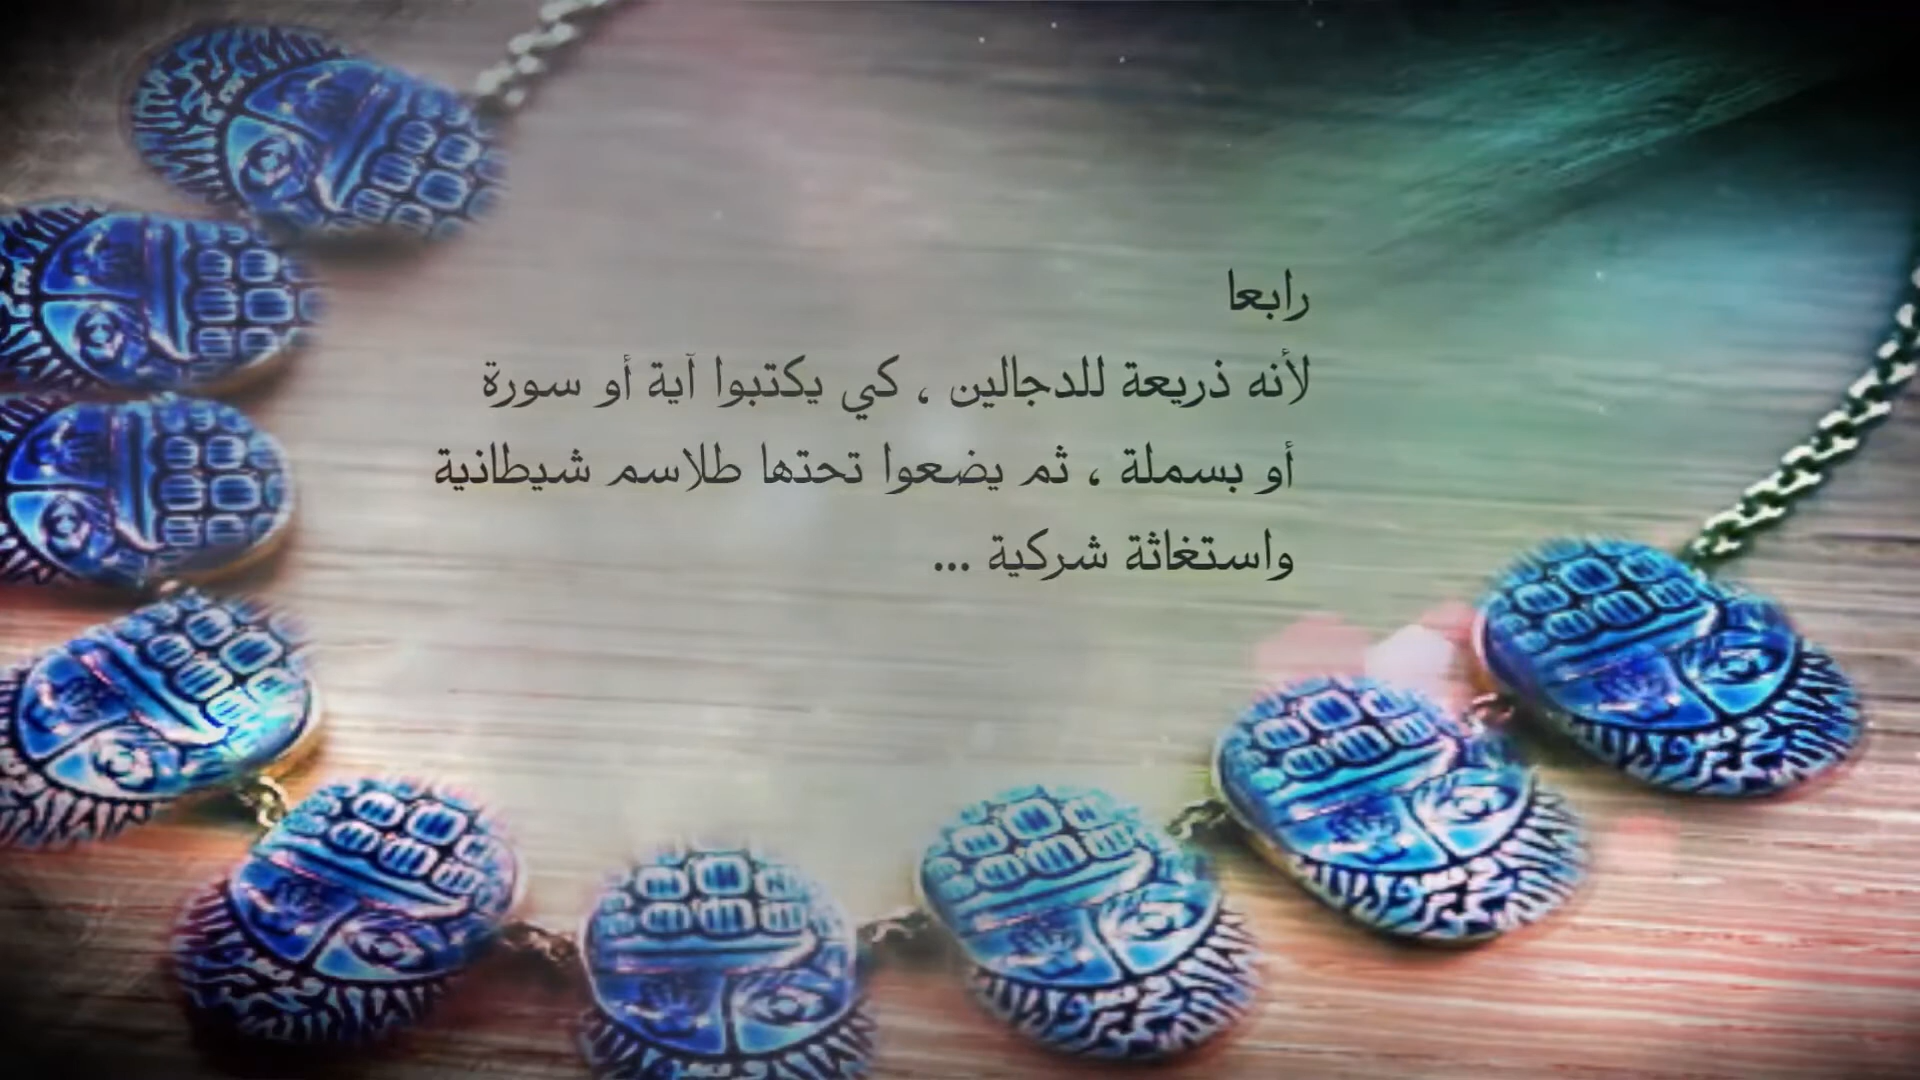 رابعا
لأنه ذريعة للدجالين ، كي يكتبوا آية أو سورة
أو بسملة ، ثم يضعوا تحتها طلاسم شيطانية
واستغاثة شركية ...